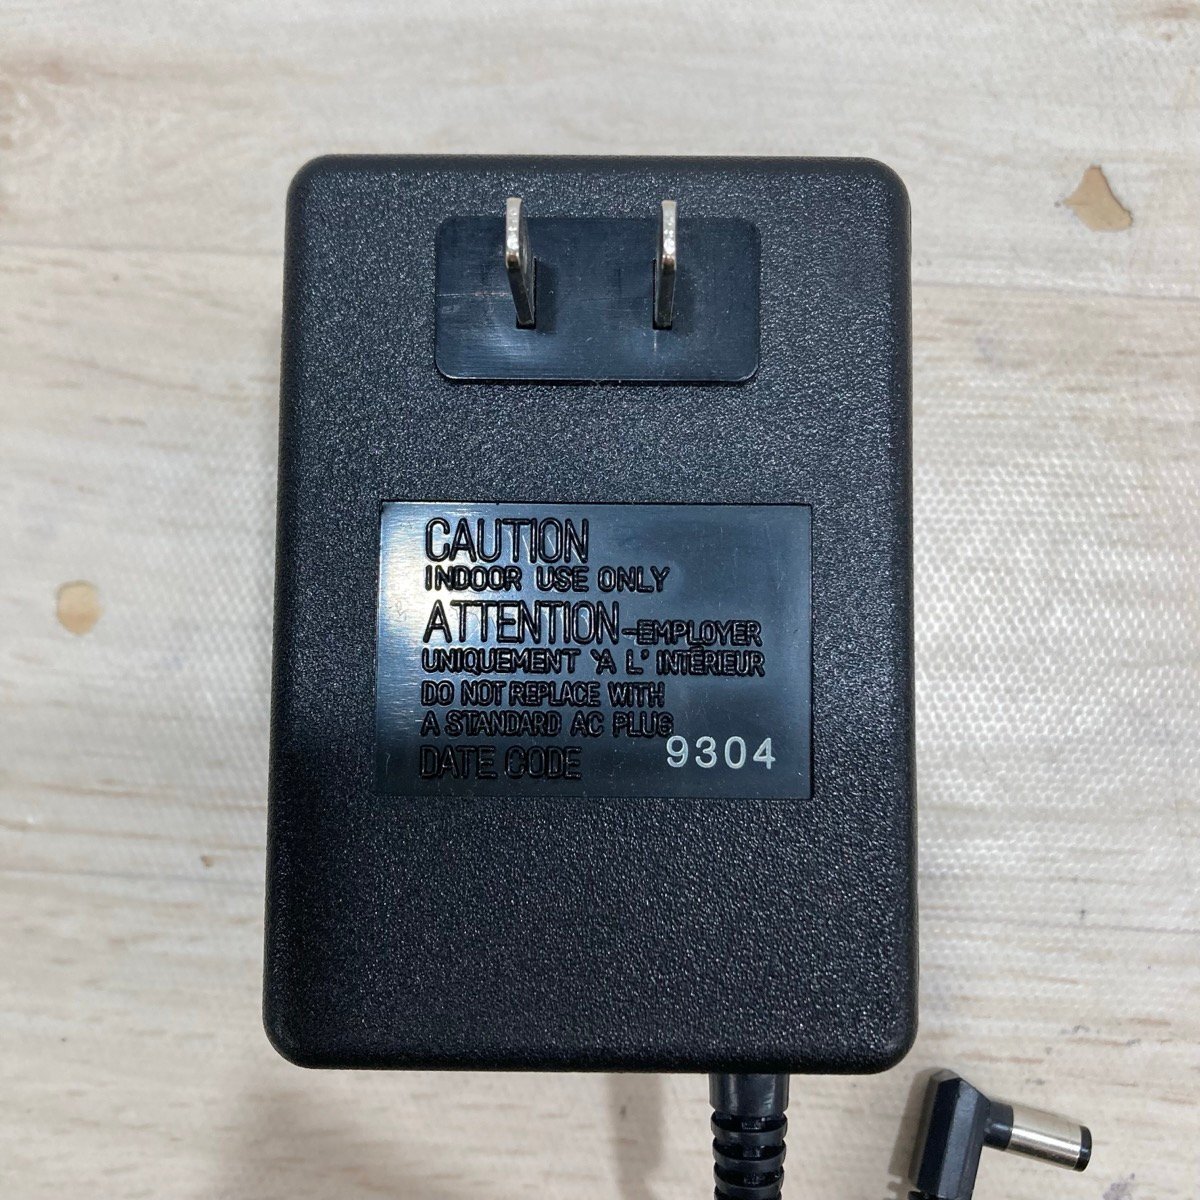 CAUTION
INDOOR USE ONLY
ATTENTION-EMPLOYER
UNIQUEMENT 'A L' INTÉRIEUR
DO NOT REPLACE WITH
A STANDARD AC PLUG
DATE CODE 9304